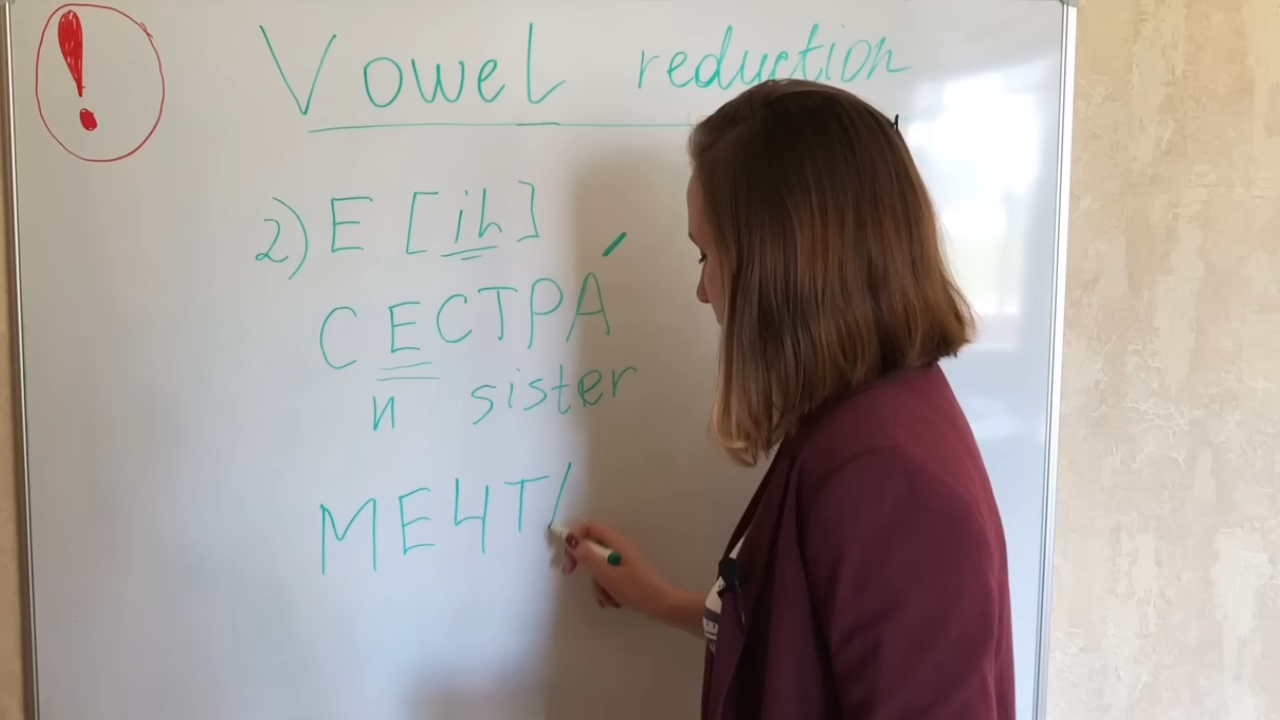 Vowel reduction
2) E [ih]
СЕСТРА́
и sister
МЕЧТ